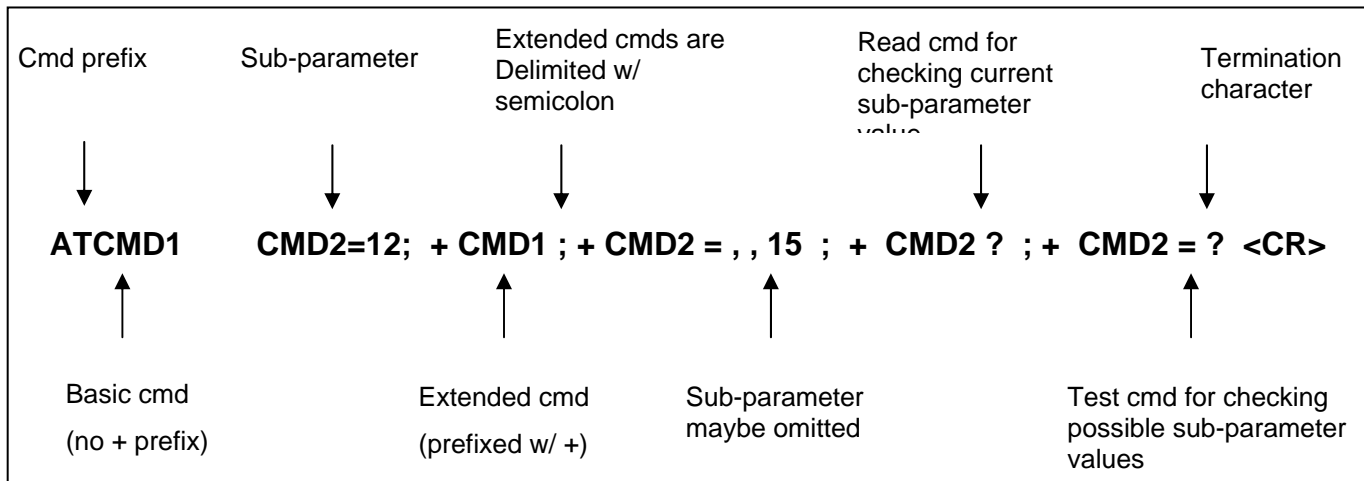 Cmd prefix
Sub-parameter
Extended cmds are
Delimited w/
semicolon
Read cmd for
checking current
sub-parameter
value
Termination
character
ATCMD1 CMD2=12; + CMD1 ; + CMD2 = , , 15 ; + CMD2 ? ; + CMD2 = ? <CR>
Basic cmd
(no + prefix)
Extended cmd
(prefixed w/ +)
Sub-parameter
maybe omitted
Test cmd for checking
possible sub-parameter
values